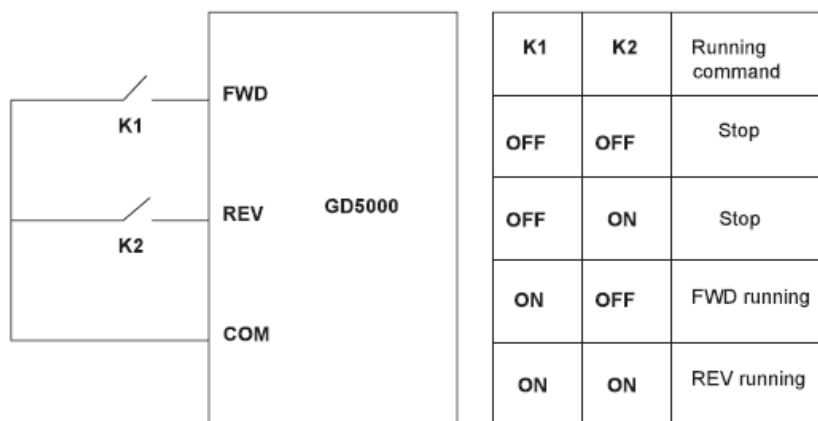 FWD
K1
REV
K2
GD5000
COM
K1 K2 Running
command
OFF OFF Stop
OFF ON Stop
ON OFF FWD running
ON ON REV running